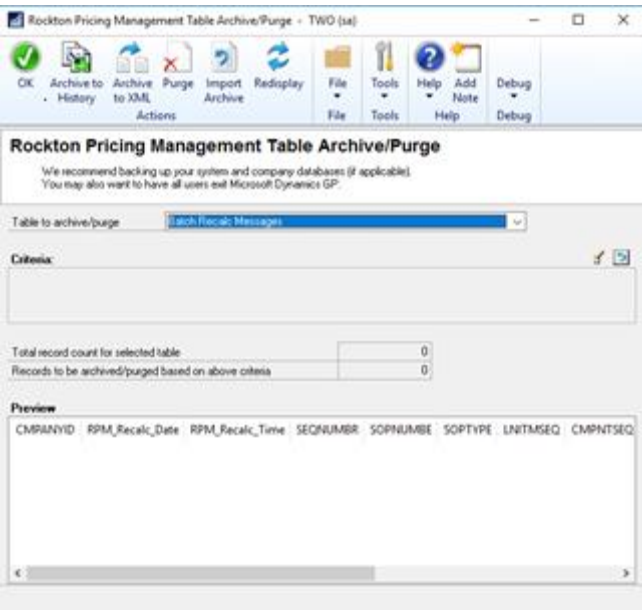 Rockton Pricing Management Table Archive/Purge - TWO (sa)
OK Archive to History Archive to XML Purge Import Archive Redisplay File Tools Help Add Note Debug
Actions File Tools Help Debug
Rockton Pricing Management Table Archive/Purge
We recommend backing up your system and company databases (if applicable).
You may also want to have all users exit Microsoft Dynamics GP.
Table to archive/purge Batch Recalc Messages
Criteria:
Total record count for selected table 0
Records to be archived/purged based on above criteria 0
Preview
CMPANYID RPM_Recalc_Date RPM_Recalc_Time SEQNUMBR SOPNUMBE SOPTYPE LNITMSEQ CMPNTSEQ